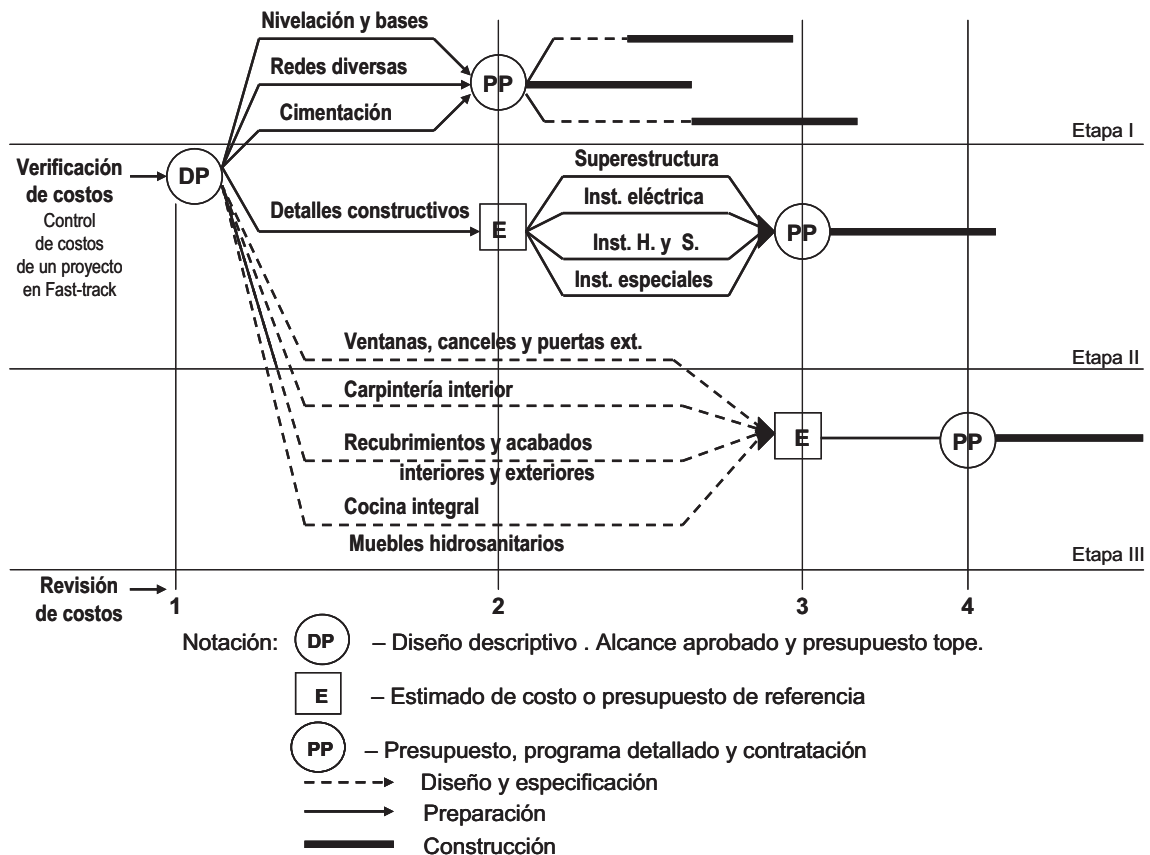 Nivelación y bases
Redes diversas
PP
Cimentación
Etapa I
Verificación
de costos
Control
de costos
de un proyecto
en Fast-track
DP
Detalles constructivos
E
Superestructura
Inst. eléctrica
Inst. H. y S.
Inst. especiales
PP
Ventanas, canceles y puertas ext.
Etapa II
Carpintería interior
Recubrimientos y acabados
interiores y exteriores
Cocina integral
Muebles hidrosanitarios
E
PP
Etapa III
Revisión
de costos
1
2
3
4
Notación:
DP
– Diseño descriptivo . Alcance aprobado y presupuesto tope.
E
– Estimado de costo o presupuesto de referencia
PP
– Presupuesto, programa detallado y contratación
Diseño y especificación
Preparación
Construcción